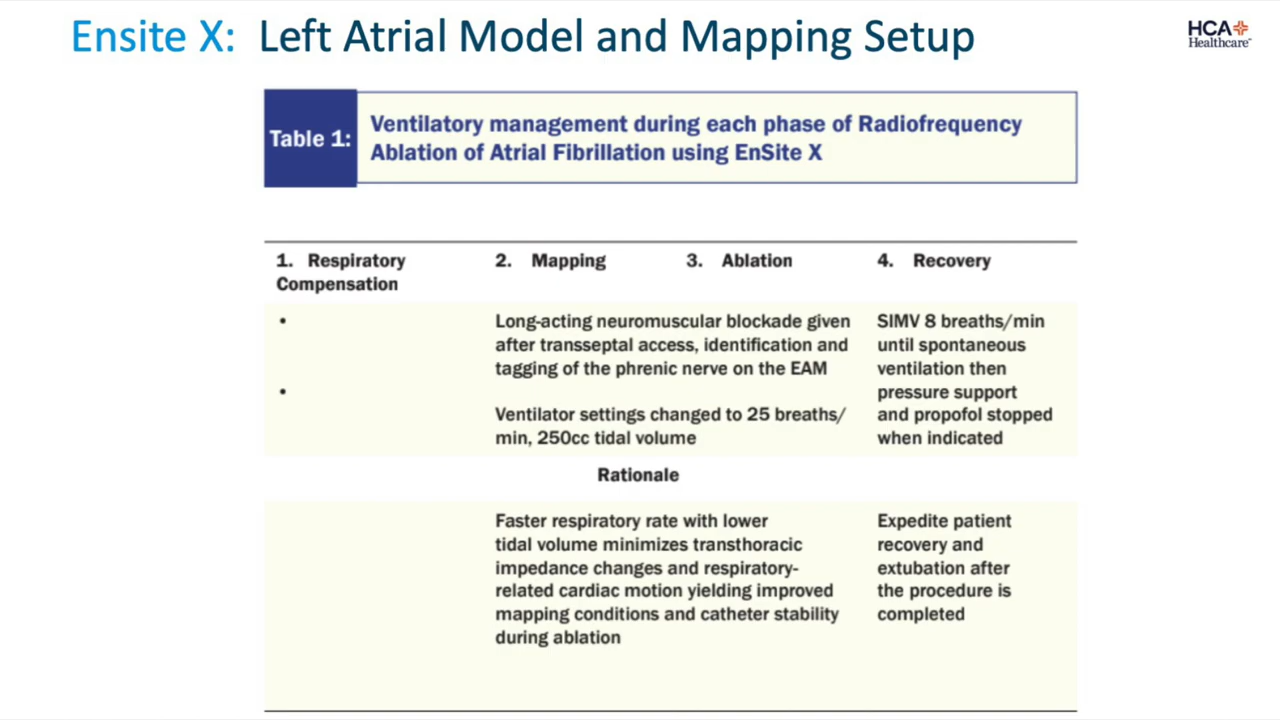 Ensite X: Left Atrial Model and Mapping Setup
HCA
Healthcare™
Table 1:
Ventilatory management during each phase of Radiofrequency
Ablation of Atrial Fibrillation using EnSite X
1. Respiratory
Compensation
2. Mapping
3. Ablation
4. Recovery
•
•
Long-acting neuromuscular blockade given
after transseptal access, identification and
tagging of the phrenic nerve on the EAM
Ventilator settings changed to 25 breaths/
min, 250cc tidal volume
SIMV 8 breaths/min
until spontaneous
ventilation then
pressure support
and propofol stopped
when indicated
Rationale
Faster respiratory rate with lower
tidal volume minimizes transthoracic
impedance changes and respiratory-
related cardiac motion yielding improved
mapping conditions and catheter stability
during ablation
Expedite patient
recovery and
extubation after
the procedure is
completed